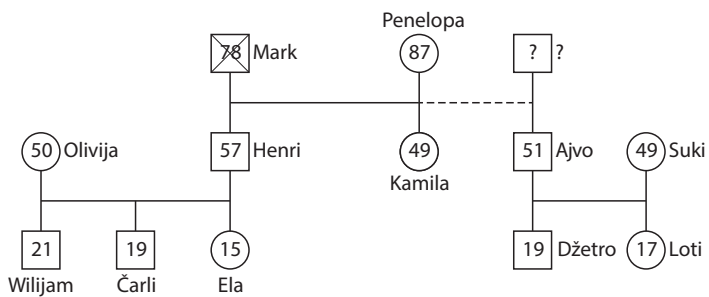 Penelopa
78 Mark
87
? ?
50 Olivija
57 Henri
49
51 Ajvo
49 Suki
Kamila
21
19
15
19 Džetro
17 Loti
Wilijam
Čarli
Ela